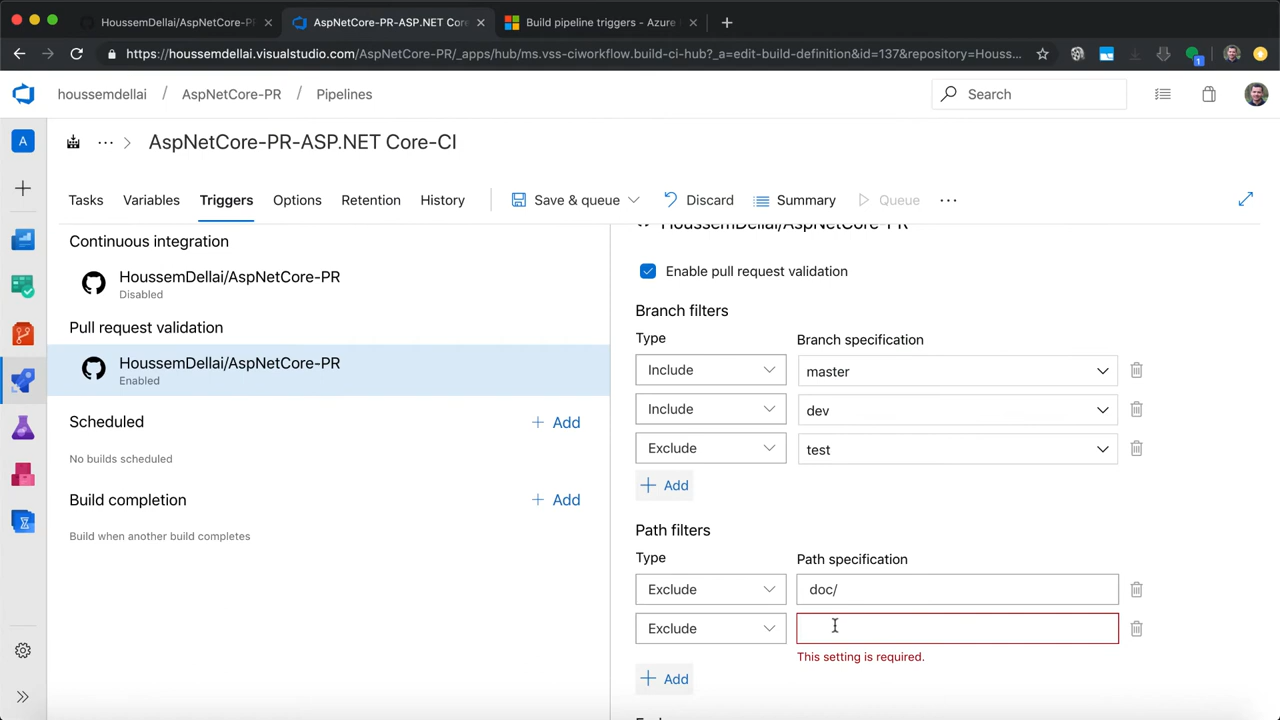 HoussemDellai/AspNetCore-PR
AspNetCore-PR-ASP.NET Core
Build pipeline triggers - Azure
https://houssemdellai.visualstudio.com/AspNetCore-PR/_apps/hub/ms.vss-ciworkflow.build-ci-hub?_a=edit-build-definition&id=137&repository=Houss...
1
houssemdellai / AspNetCore-PR / Pipelines
Search
A
... AspNetCore-PR-ASP.NET Core-CI
Tasks Variables Triggers Options Retention History Save & queue Discard Summary Queue ...
Continuous integration
HoussemDellai/AspNetCore-PR
Disabled
Pull request validation
HoussemDellai/AspNetCore-PR
Enabled
Scheduled
+ Add
No builds scheduled
Build completion
+ Add
Build when another build completes
HoussemDellai/AspNetCore-PR
Enable pull request validation
Branch filters
Type Branch specification
Include master
Include dev
Exclude test
+ Add
Path filters
Type Path specification
Exclude doc/
Exclude
This setting is required.
+ Add